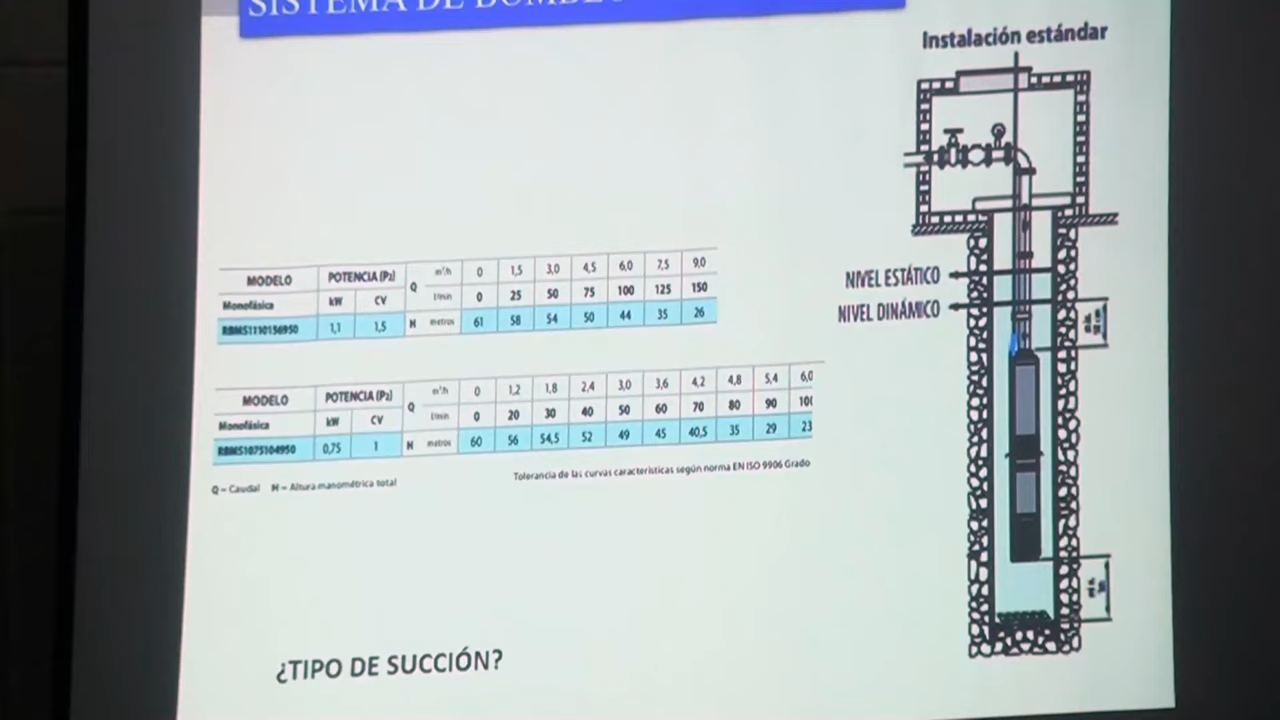 SISTEMA DE BOMBEO
Instalación estándar
NIVEL ESTÁTICO
NIVEL DINÁMICO
MODELO POTENCIA (P₂) Q m³/h 0 1,5 3,0 4,5 6,0 7,5 9,0
Monofásica kW CV l/min 0 25 50 75 100 125 150
RBMS1110156950 1,1 1,5 H metros 61 58 54 50 44 35 26
MODELO POTENCIA (P₂) Q m³/h 0 1,2 1,8 2,4 3,0 3,6 4,2 4,8 5,4 6,0
Monofásica kW CV l/min 0 20 30 40 50 60 70 80 90 100
RBMS1075104950 0,75 1 H metros 60 56 54,5 52 49 45 40,5 35 29 23
Q = Caudal H = Altura manométrica total
Tolerancia de las curvas características según norma EN ISO 9906 Grado
¿TIPO DE SUCCIÓN?